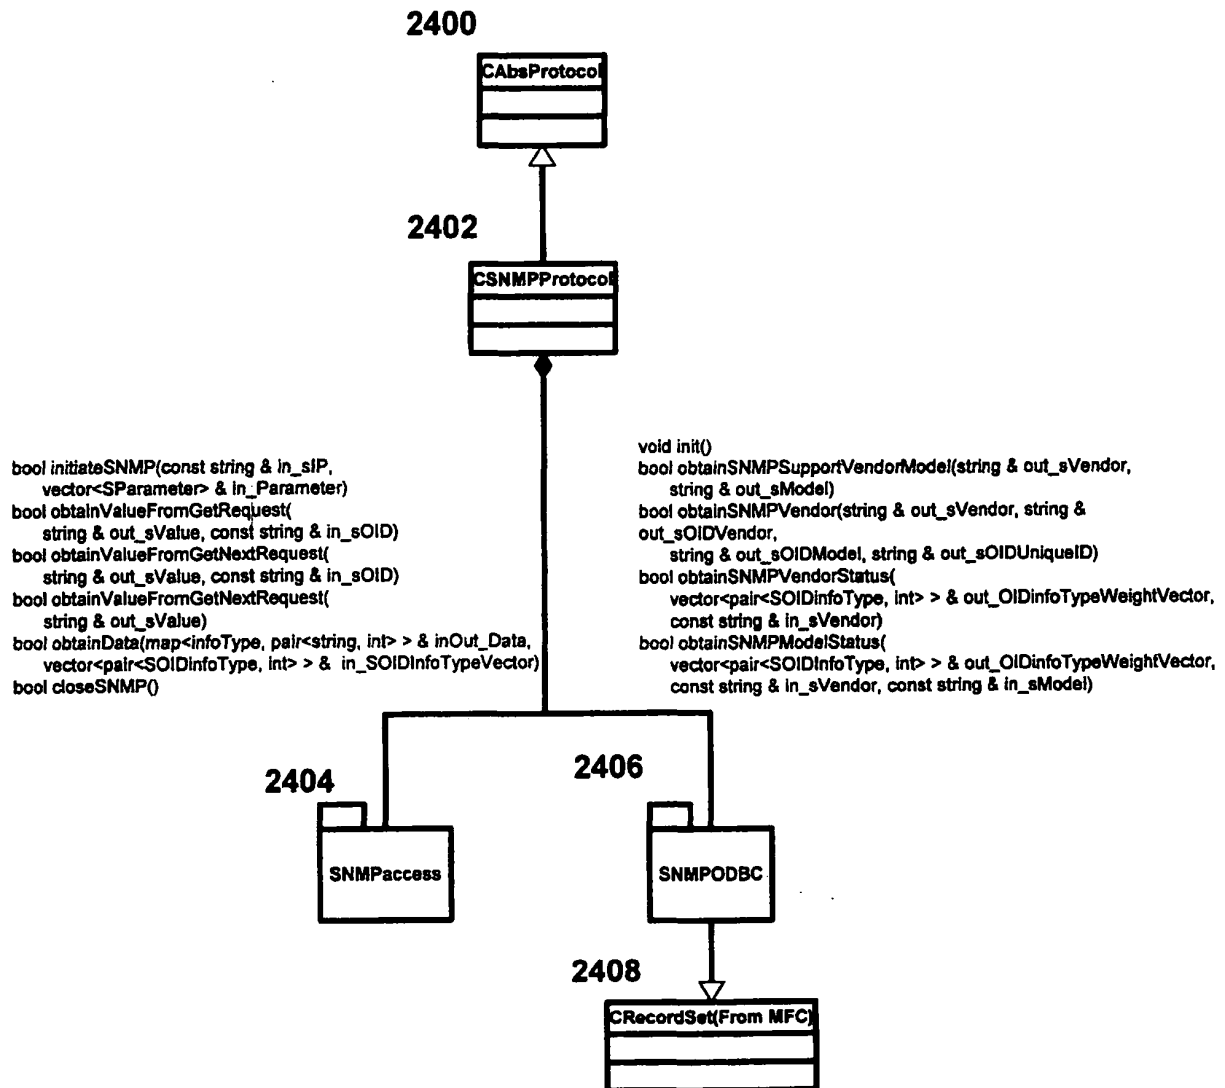 2400
CAbsProtocol
2402
CSNMPProtocol
bool initiateSNMP(const string & in_sIP,
vector<SParameter> & in_Parameter)
bool obtainValueFromGetRequest(
string & out_sValue, const string & in_sOID)
bool obtainValueFromGetNextRequest(
string & out_sValue, const string & in_sOID)
bool obtainValueFromGetNextRequest(
string & out_sValue)
bool obtainData(map<infoType, pair<string, int> > & inOut_Data,
vector<pair<SOIDinfoType, int> > & in_SOIDinfoTypeVector)
bool closeSNMP()
void init()
bool obtainSNMPSupportVendorModel(string & out_sVendor,
string & out_sModel)
bool obtainSNMPVendor(string & out_sVendor, string &
out_sOIDVendor,
string & out_sOIDModel, string & out_sOIDUniqueID)
bool obtainSNMPVendorStatus(
vector<pair<SOIDinfoType, int> > & out_OIDinfoTypeWeightVector,
const string & in_sVendor)
bool obtainSNMPModelStatus(
vector<pair<SOIDinfoType, int> > & out_OIDinfoTypeWeightVector,
const string & in_sVendor, const string & in_sModel)
2404
SNMPaccess
2406
SNMPODBC
2408
CRecordSet(From MFC)